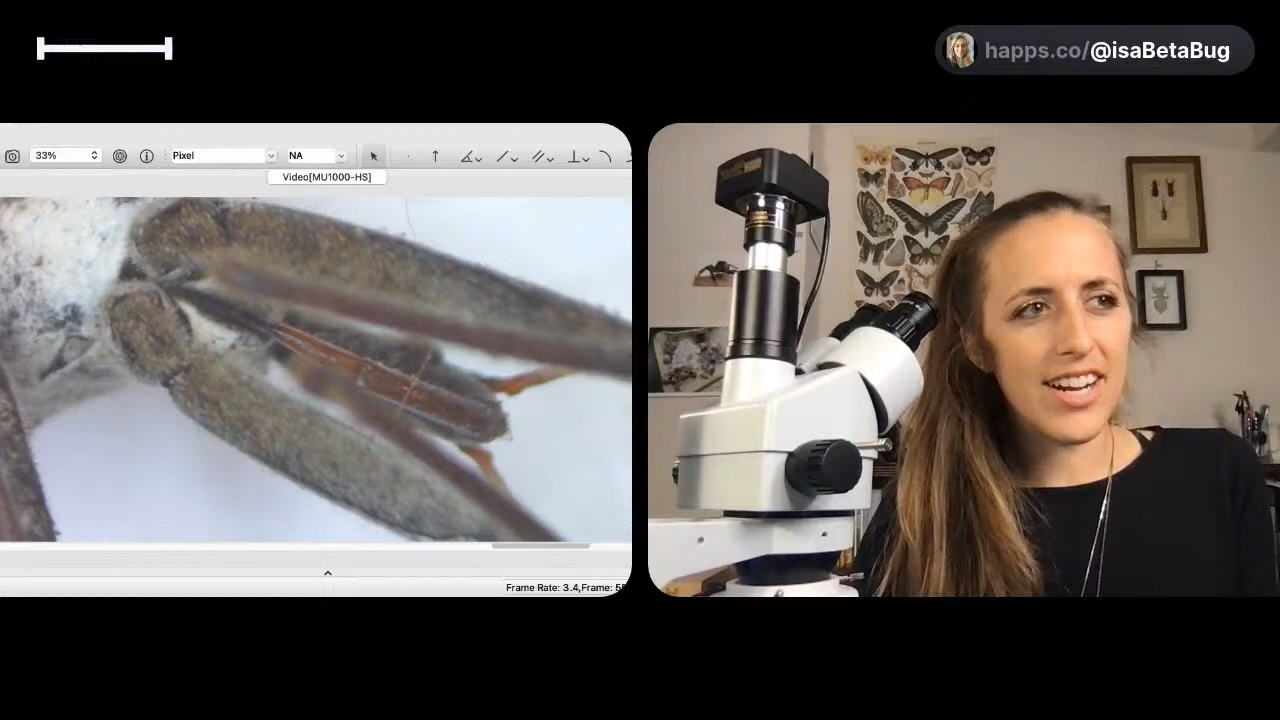 happs.co/@isaBetaBug
33%
Pixel
NA
Video[MU1000-HS]
Frame Rate: 3.4,Frame: